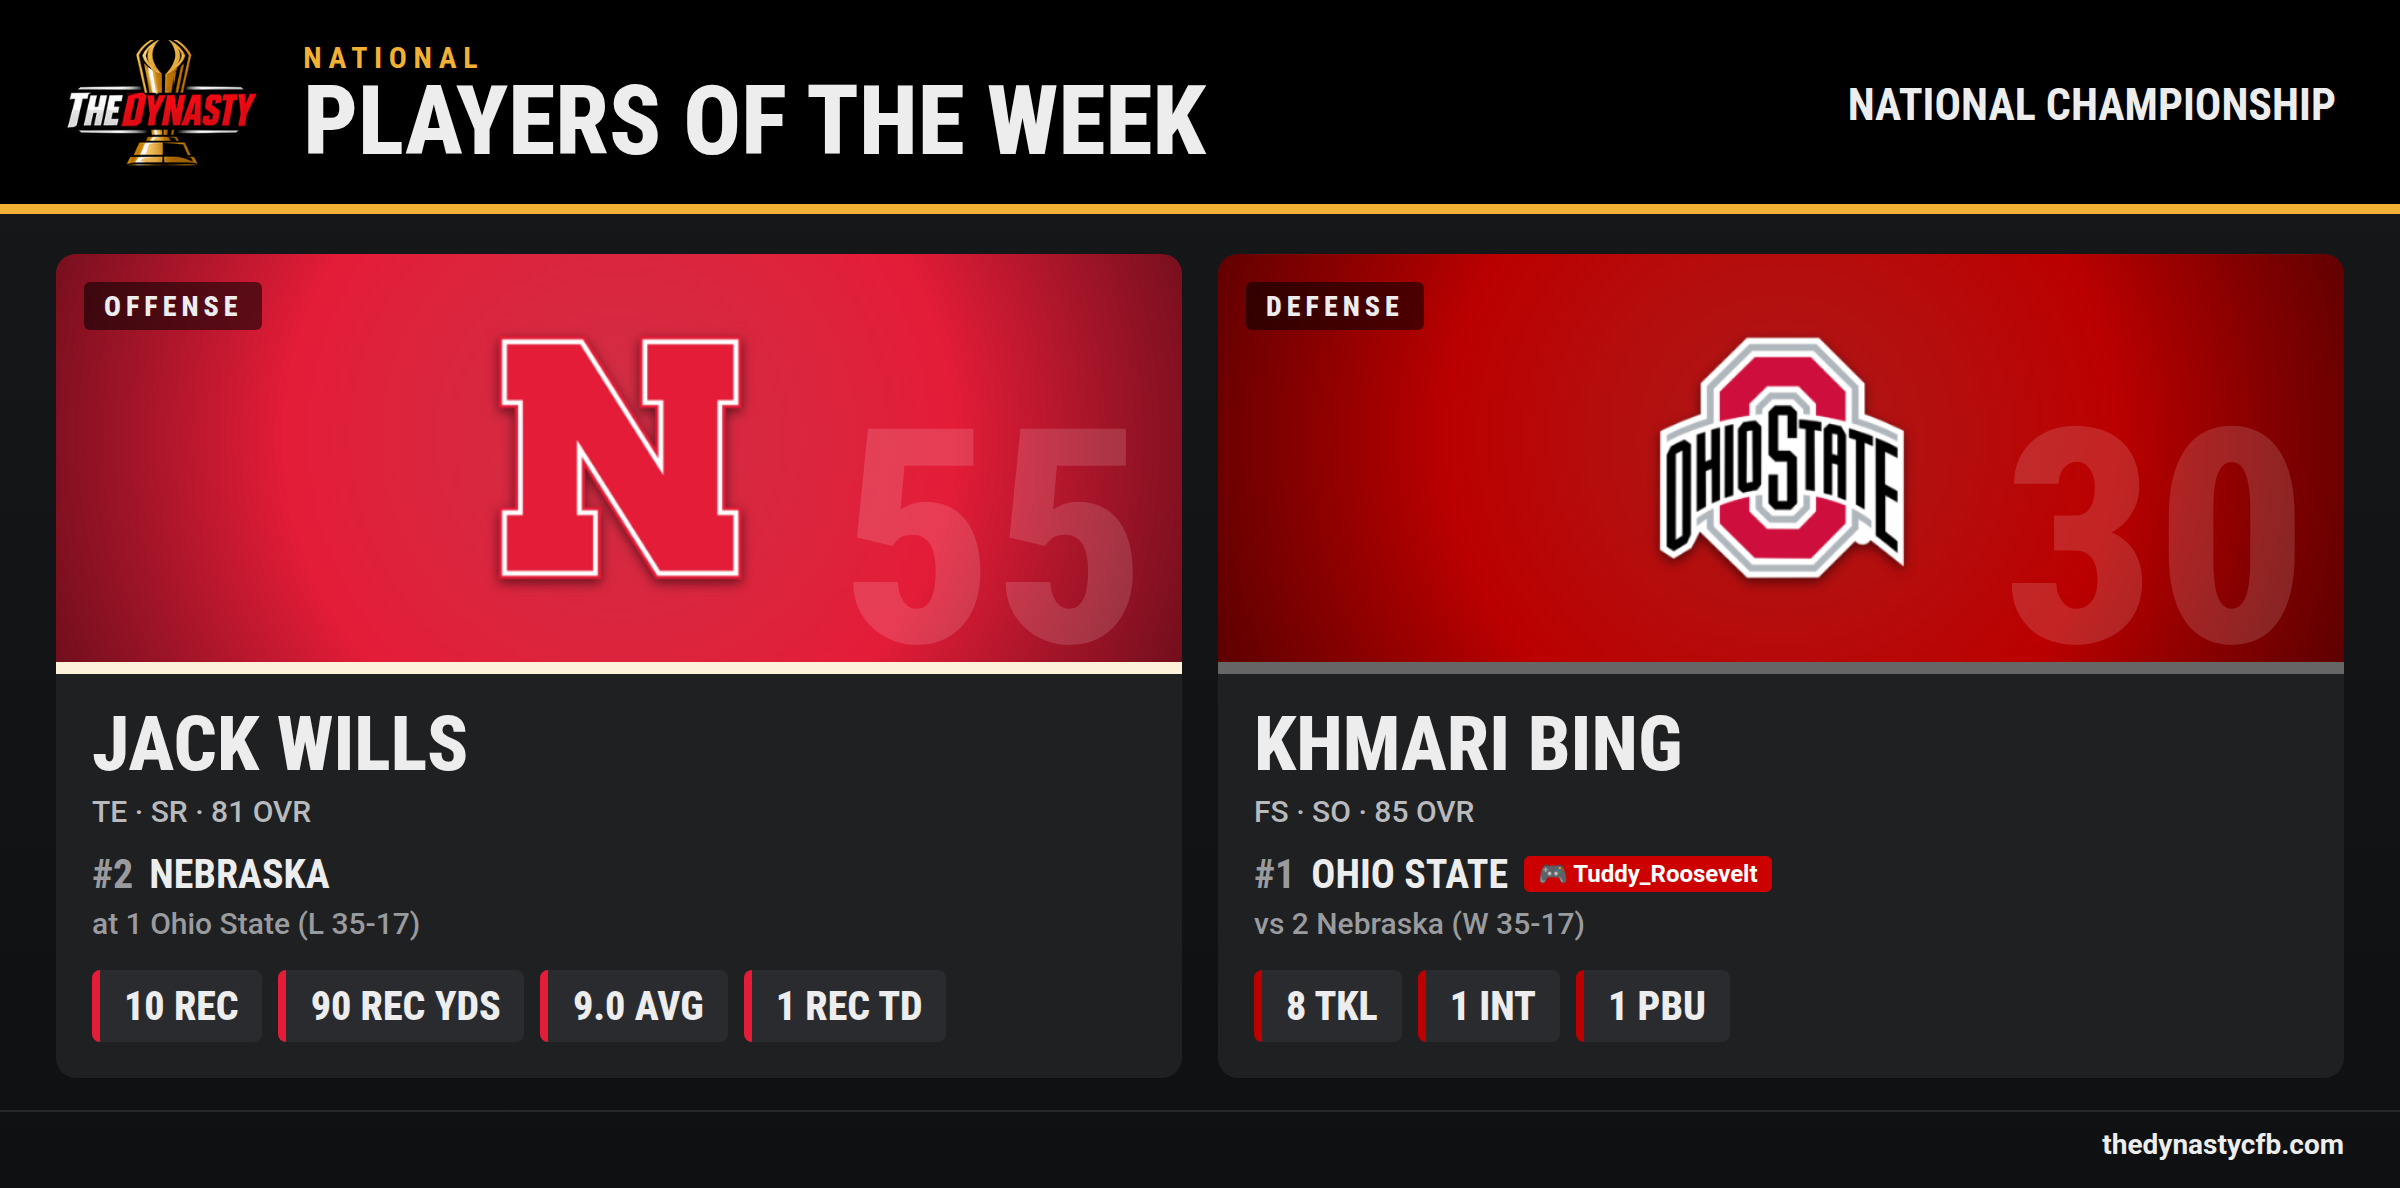 THE DYNASTY
NATIONAL
PLAYERS OF THE WEEK
NATIONAL CHAMPIONSHIP
OFFENSE
N
55
JACK WILLS
TE · SR · 81 OVR
#2 NEBRASKA
at 1 Ohio State (L 35-17)
10 REC
90 REC YDS
9.0 AVG
1 REC TD
DEFENSE
OHIO STATE
30
KHMARI BING
FS · SO · 85 OVR
#1 OHIO STATE 🎮 Tuddy_Roosevelt
vs 2 Nebraska (W 35-17)
8 TKL
1 INT
1 PBU
thedynastycfb.com